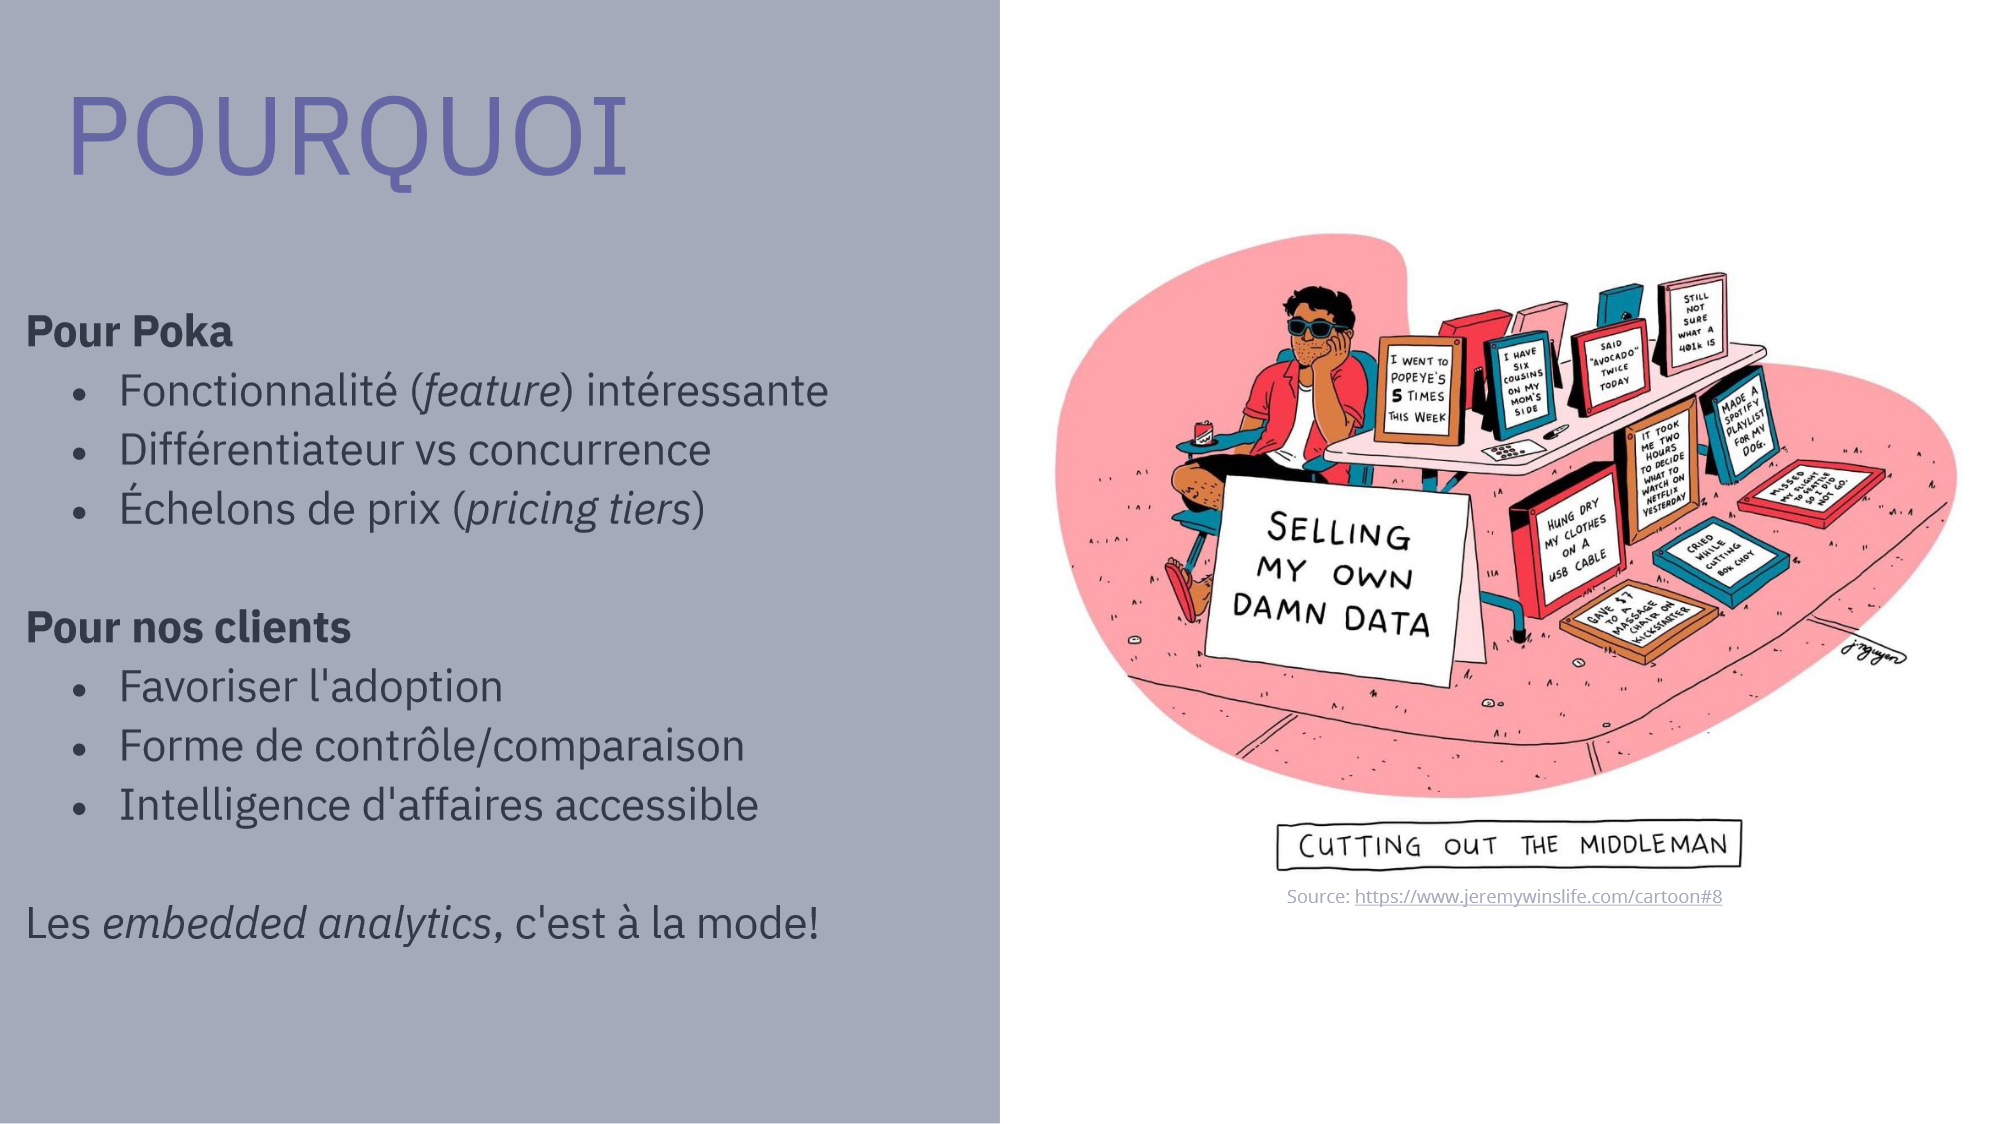 POURQUOI
Pour Poka
• Fonctionnalité (feature) intéressante
• Différentiateur vs concurrence
• Échelons de prix (pricing tiers)
Pour nos clients
• Favoriser l'adoption
• Forme de contrôle/comparaison
• Intelligence d'affaires accessible
Les embedded analytics, c'est à la mode!
I WENT TO
POPEYE'S
5 TIMES
THIS WEEK
I HAVE
SIX
COUSINS
ON MY
MOM'S
SIDE
SAID
"AVOCADO"
TWICE
TODAY
STILL
NOT
SURE
WHAT A
401K IS
IT TOOK
ME TWO
HOURS
TO DECIDE
WHAT TO
WATCH ON
NETFLIX
YESTERDAY
MADE A
SPOTIFY
PLAYLIST
FOR MY
DOG.
HUNG DRY
MY CLOTHES
ON A
USB CABLE
MISSED
MY FLIGHT
TO SEATTLE
SO I DID
NOT GO.
CRIED
WHILE
CUTTING
BOK CHOY
GAVE $7
TO A
MASSAGE
CHAIR ON
KICKSTARTER
SELLING
MY OWN
DAMN DATA
j.nguyen
CUTTING OUT THE MIDDLEMAN
Source: https://www.jeremywinslife.com/cartoon#8